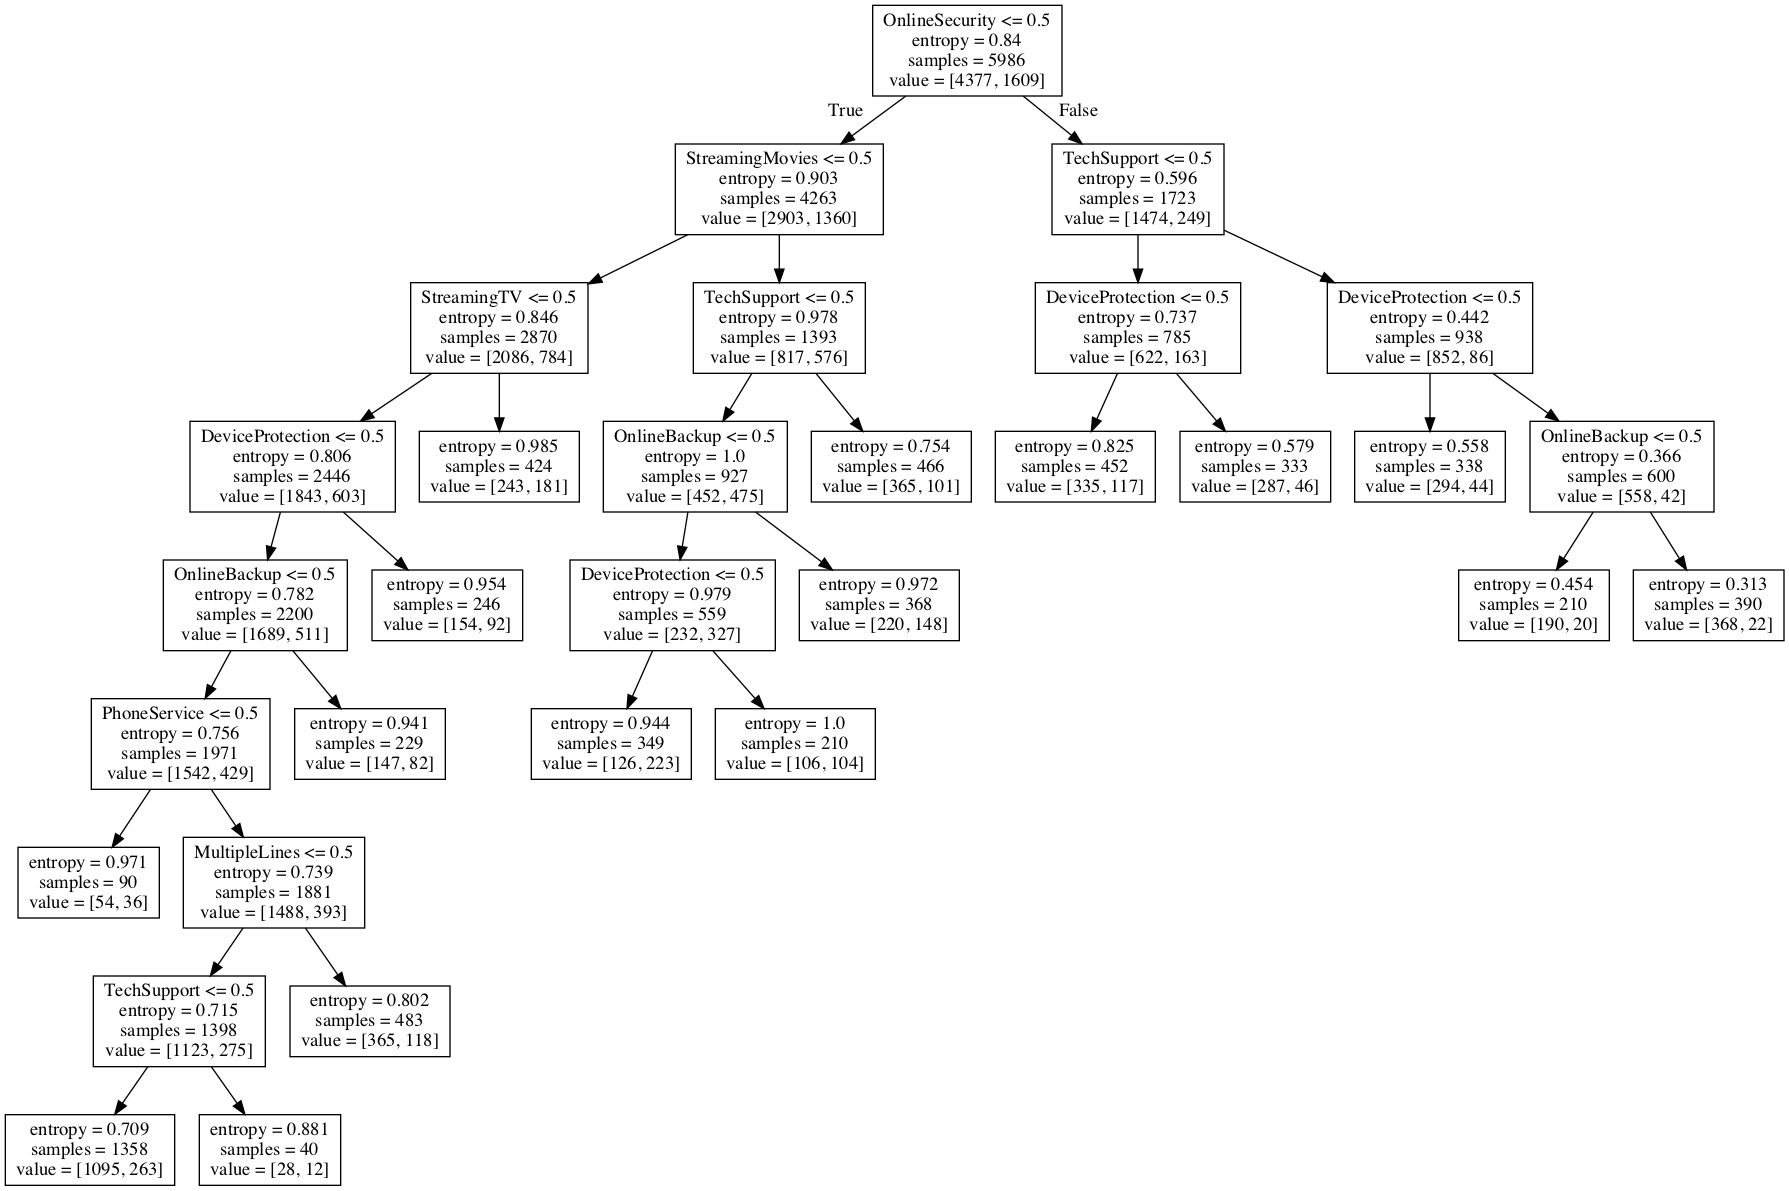 OnlineSecurity <= 0.5
entropy = 0.84
samples = 5986
value = [4377, 1609]
True
False
StreamingMovies <= 0.5
entropy = 0.903
samples = 4263
value = [2903, 1360]
TechSupport <= 0.5
entropy = 0.596
samples = 1723
value = [1474, 249]
StreamingTV <= 0.5
entropy = 0.846
samples = 2870
value = [2086, 784]
TechSupport <= 0.5
entropy = 0.978
samples = 1393
value = [817, 576]
DeviceProtection <= 0.5
entropy = 0.737
samples = 785
value = [622, 163]
DeviceProtection <= 0.5
entropy = 0.442
samples = 938
value = [852, 86]
DeviceProtection <= 0.5
entropy = 0.806
samples = 2446
value = [1843, 603]
entropy = 0.985
samples = 424
value = [243, 181]
OnlineBackup <= 0.5
entropy = 1.0
samples = 927
value = [452, 475]
entropy = 0.754
samples = 466
value = [365, 101]
entropy = 0.825
samples = 452
value = [335, 117]
entropy = 0.579
samples = 333
value = [287, 46]
entropy = 0.558
samples = 338
value = [294, 44]
OnlineBackup <= 0.5
entropy = 0.366
samples = 600
value = [558, 42]
OnlineBackup <= 0.5
entropy = 0.782
samples = 2200
value = [1689, 511]
entropy = 0.954
samples = 246
value = [154, 92]
DeviceProtection <= 0.5
entropy = 0.979
samples = 559
value = [232, 327]
entropy = 0.972
samples = 368
value = [220, 148]
entropy = 0.454
samples = 210
value = [190, 20]
entropy = 0.313
samples = 390
value = [368, 22]
PhoneService <= 0.5
entropy = 0.756
samples = 1971
value = [1542, 429]
entropy = 0.941
samples = 229
value = [147, 82]
entropy = 0.944
samples = 349
value = [126, 223]
entropy = 1.0
samples = 210
value = [106, 104]
entropy = 0.971
samples = 90
value = [54, 36]
MultipleLines <= 0.5
entropy = 0.739
samples = 1881
value = [1488, 393]
TechSupport <= 0.5
entropy = 0.715
samples = 1398
value = [1123, 275]
entropy = 0.802
samples = 483
value = [365, 118]
entropy = 0.709
samples = 1358
value = [1095, 263]
entropy = 0.881
samples = 40
value = [28, 12]